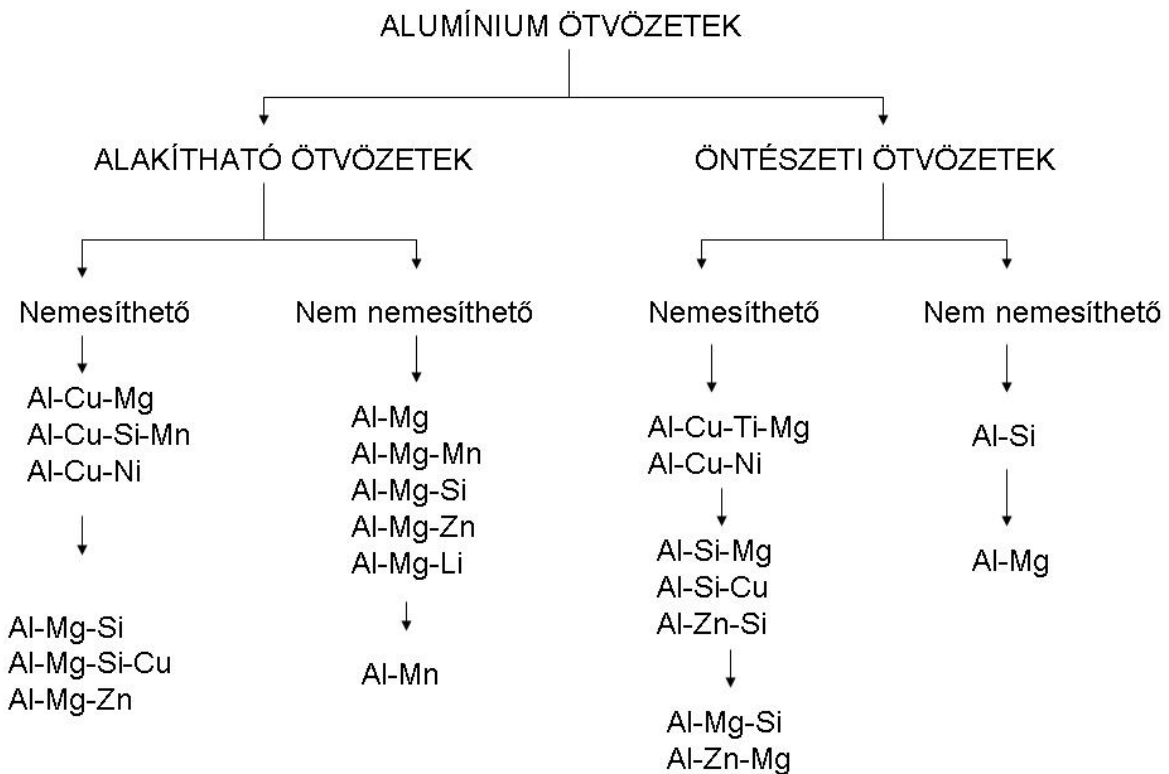 ALUMÍNIUM ÖTVÖZETEK
ALAKÍTHATÓ ÖTVÖZETEK
ÖNTÉSZETI ÖTVÖZETEK
Nemesíthető
Nem nemesíthető
Nemesíthető
Nem nemesíthető
Al-Cu-Mg
Al-Cu-Si-Mn
Al-Cu-Ni
Al-Mg-Si
Al-Mg-Si-Cu
Al-Mg-Zn
Al-Mg
Al-Mg-Mn
Al-Mg-Si
Al-Mg-Zn
Al-Mg-Li
Al-Mn
Al-Cu-Ti-Mg
Al-Cu-Ni
Al-Si-Mg
Al-Si-Cu
Al-Zn-Si
Al-Mg-Si
Al-Zn-Mg
Al-Si
Al-Mg